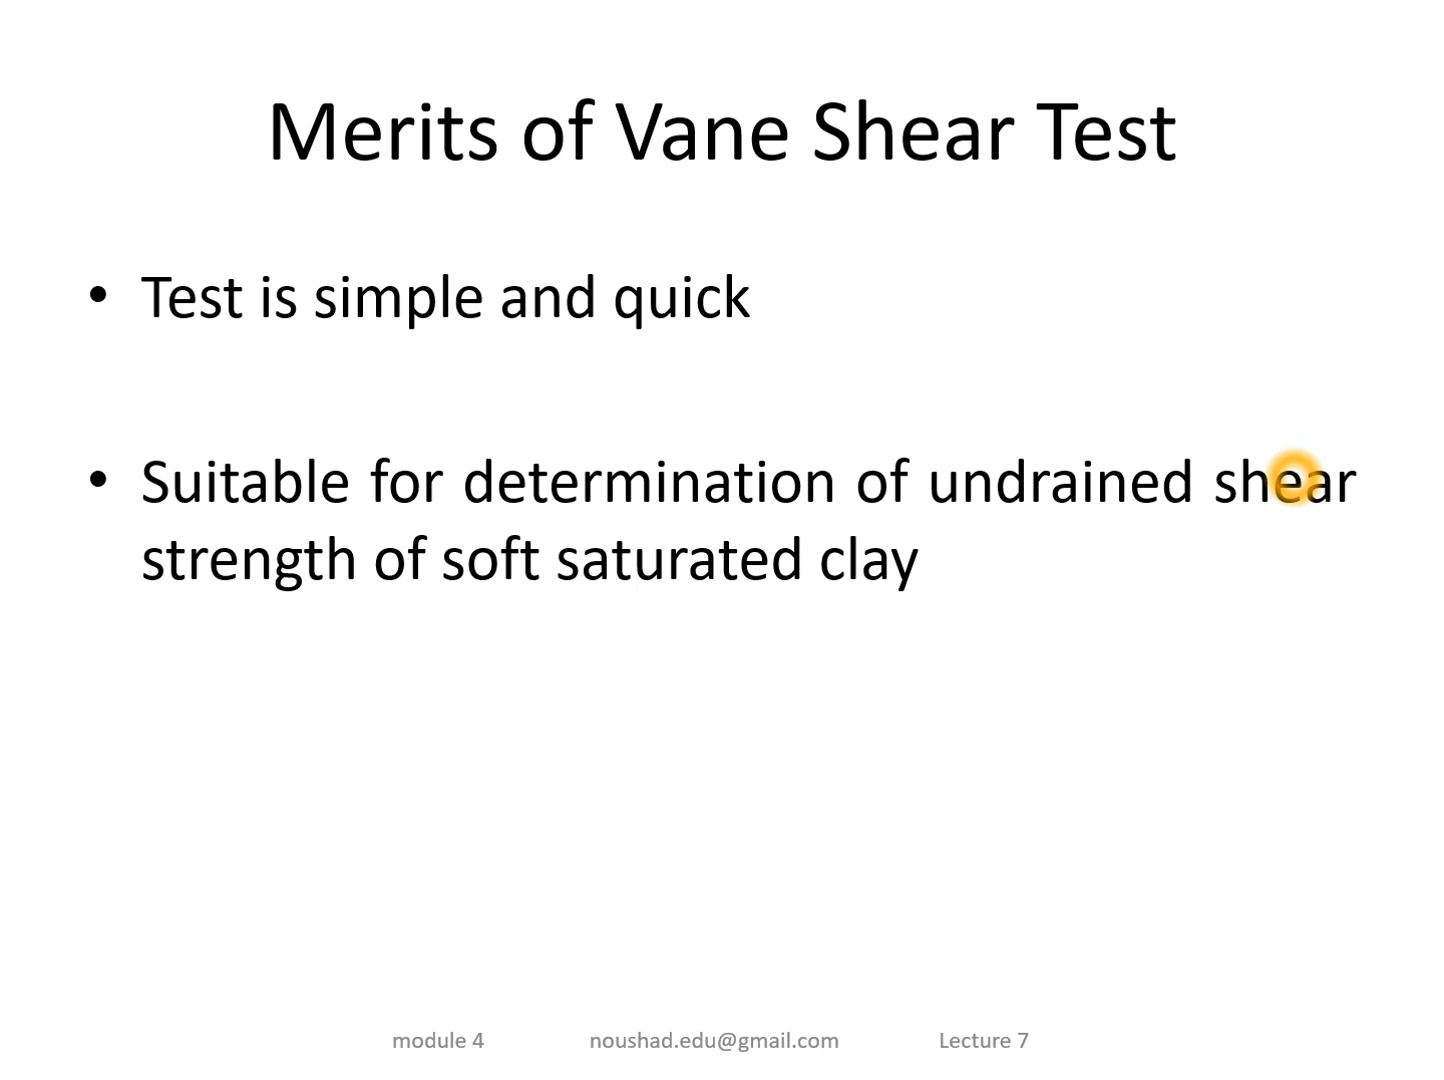 Merits of Vane Shear Test
• Test is simple and quick
• Suitable for determination of undrained shear
strength of soft saturated clay
module 4 noushad.edu@gmail.com Lecture 7